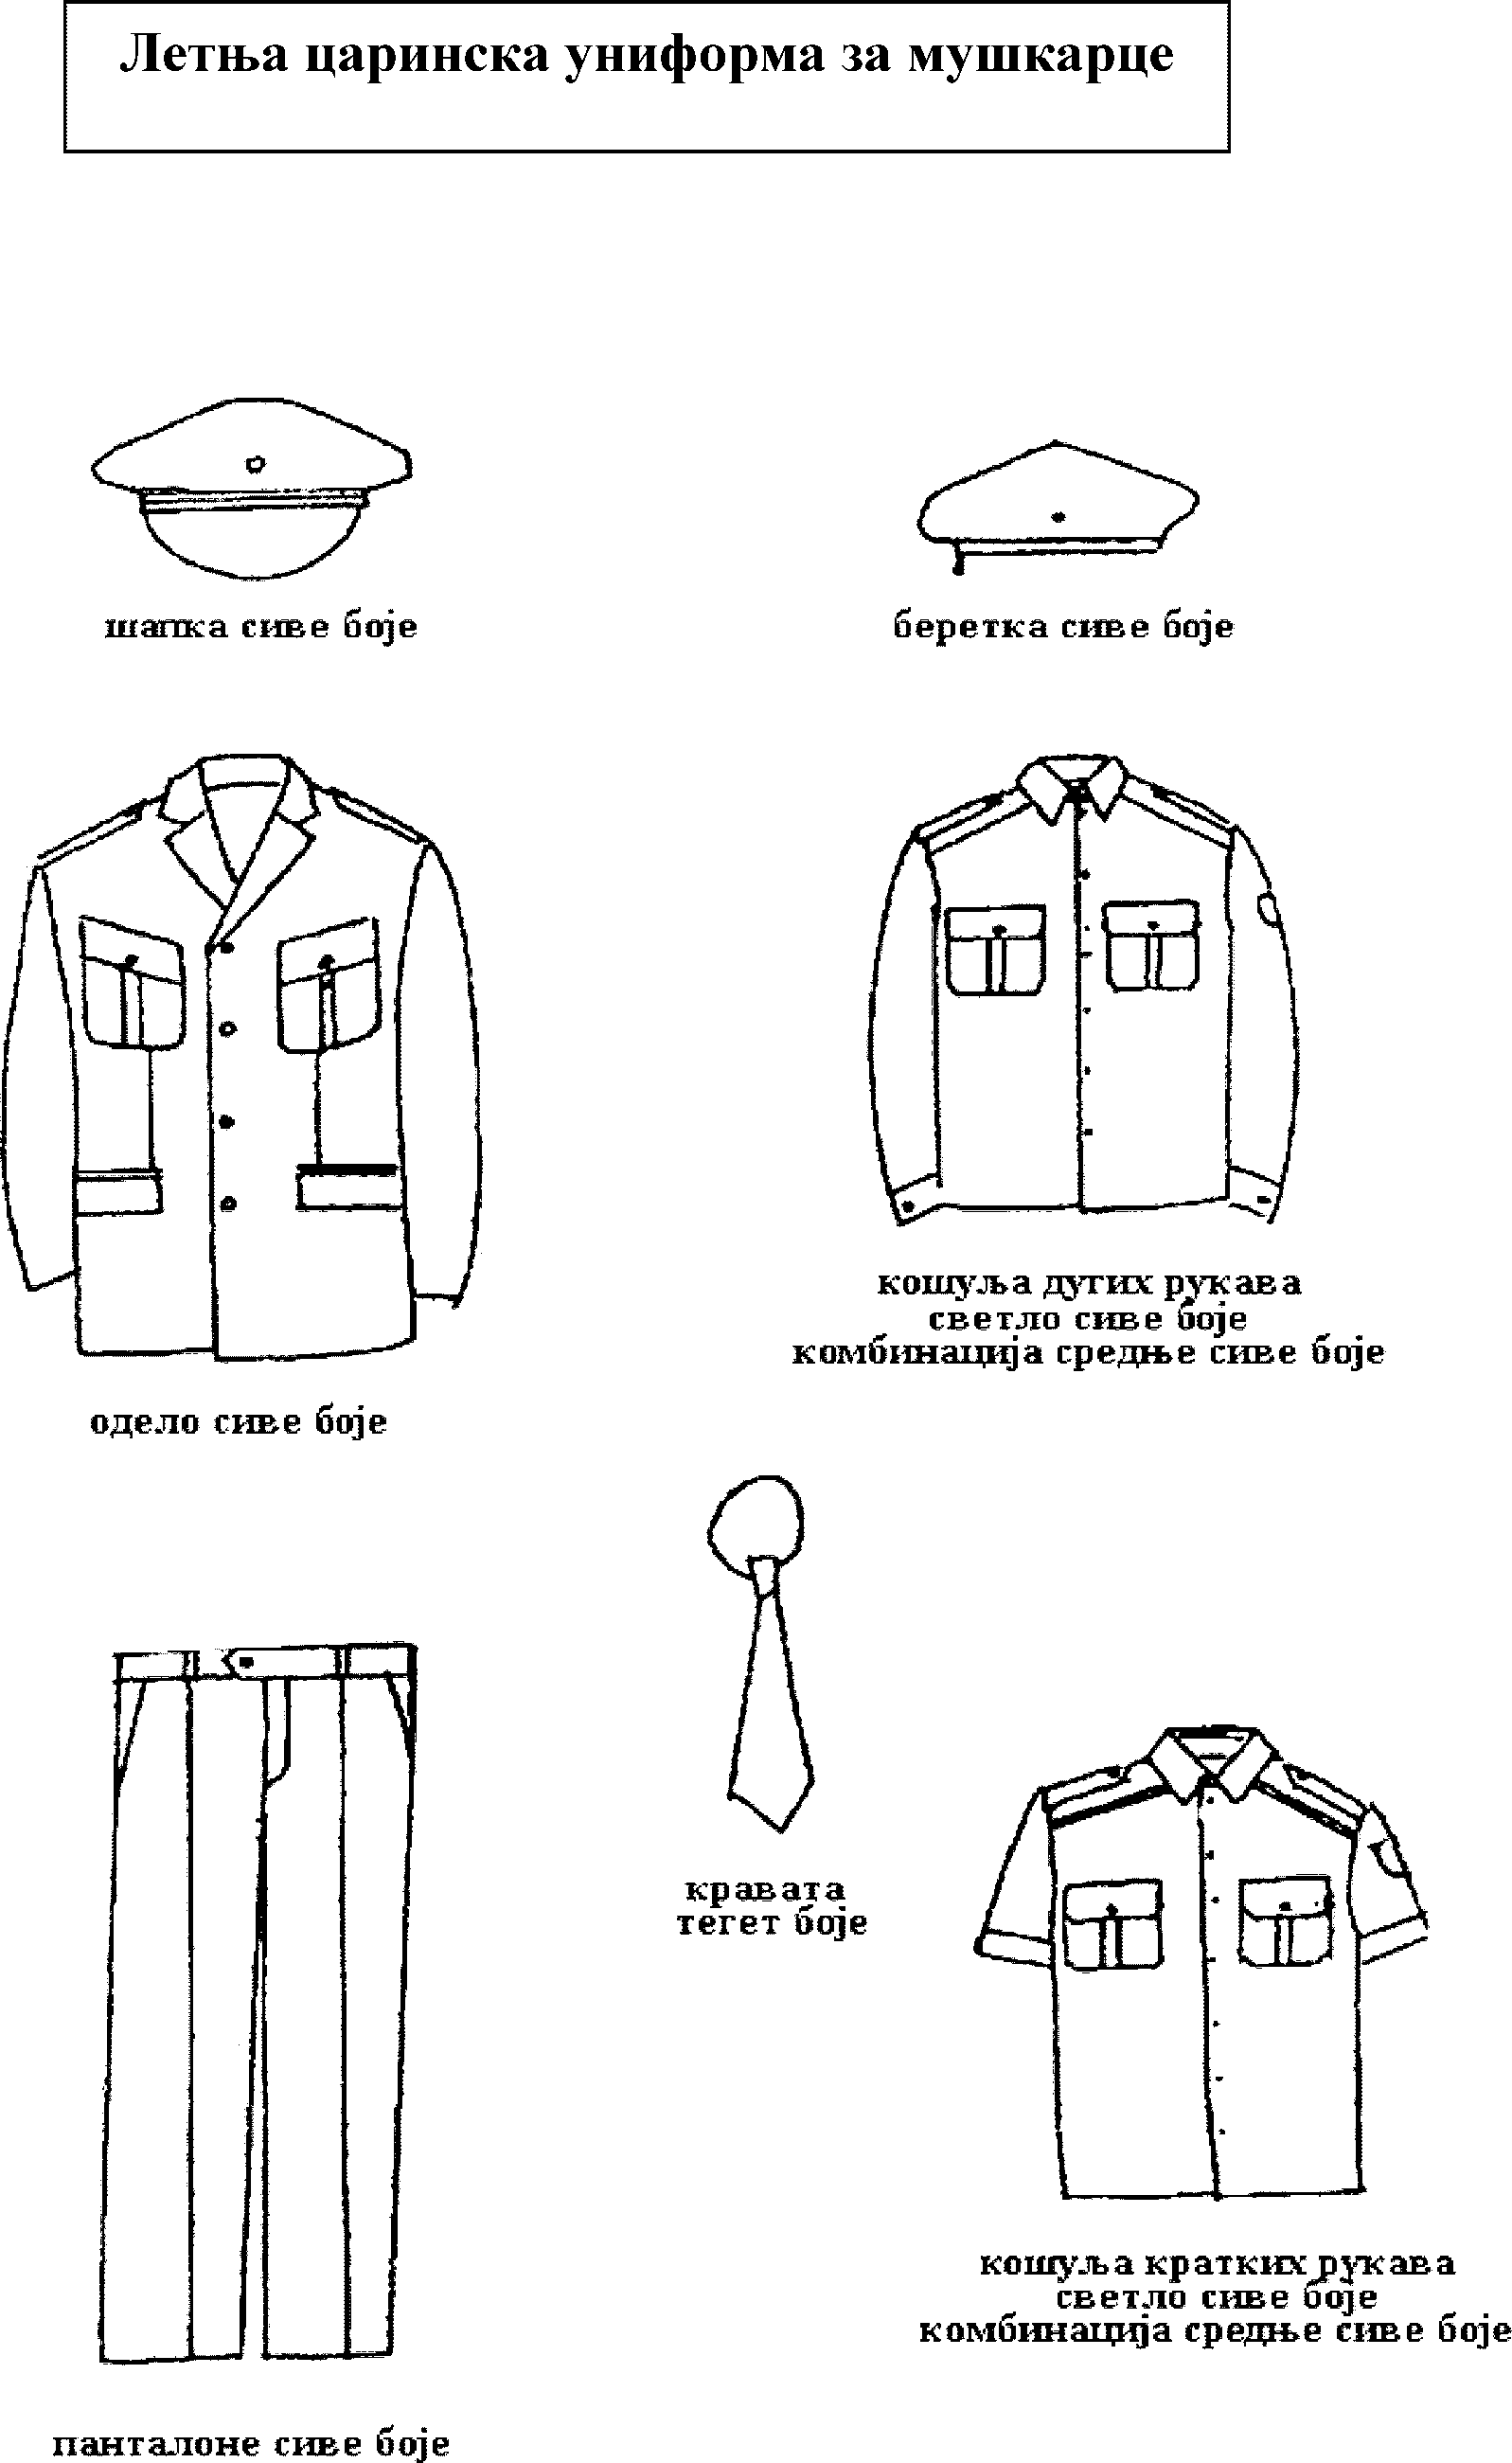 Летња царинска униформа за мушкарце
шапка сиве боје
беретка сиве боје
кошуља дугих рукава
светло сиве боје
комбинација средње сиве боје
одело сиве боје
кравата
тегет боје
кошуља кратких рукава
светло сиве боје
комбинација средње сиве боје
панталоне сиве боје